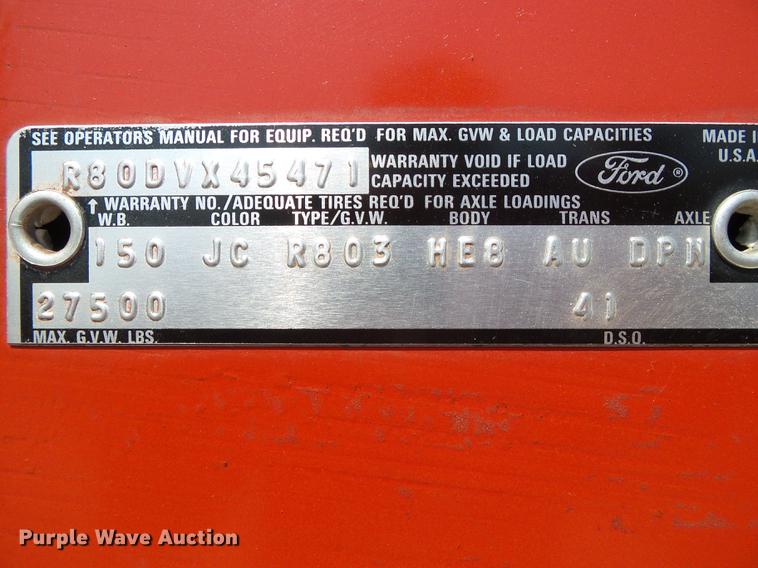 SEE OPERATORS MANUAL FOR EQUIP. REQ'D FOR MAX. GVW & LOAD CAPACITIES
MADE I
U.S.A.
R80DVX45471
WARRANTY VOID IF LOAD
CAPACITY EXCEEDED
Ford ®
↑ WARRANTY NO./ADEQUATE TIRES REQ'D FOR AXLE LOADINGS
W.B. COLOR TYPE/G.V.W. BODY TRANS AXLE
150 JC R803 HE8 AU DPN
27500 41
MAX. G.V.W. LBS. D.S.O.
Purple Wave Auction